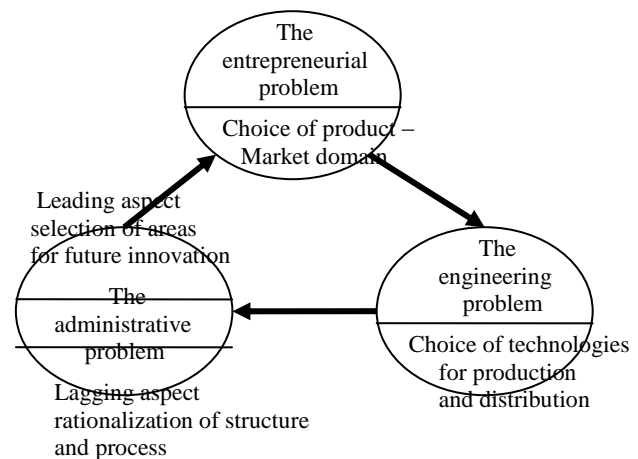 The
entrepreneurial
problem
Choice of product –
Market domain
Leading aspect
selection of areas
for future innovation
The
administrative
problem
Lagging aspect
rationalization of structure
and process
The
engineering
problem
Choice of technologies
for production
and distribution